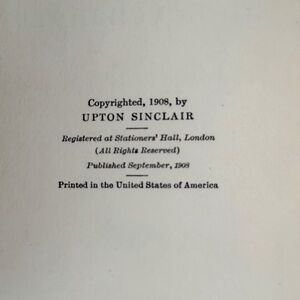 Copyrighted, 1908, by
UPTON SINCLAIR
Registered at Stationers' Hall, London
(All Rights Reserved)
Published September, 1908
Printed in the United States of America